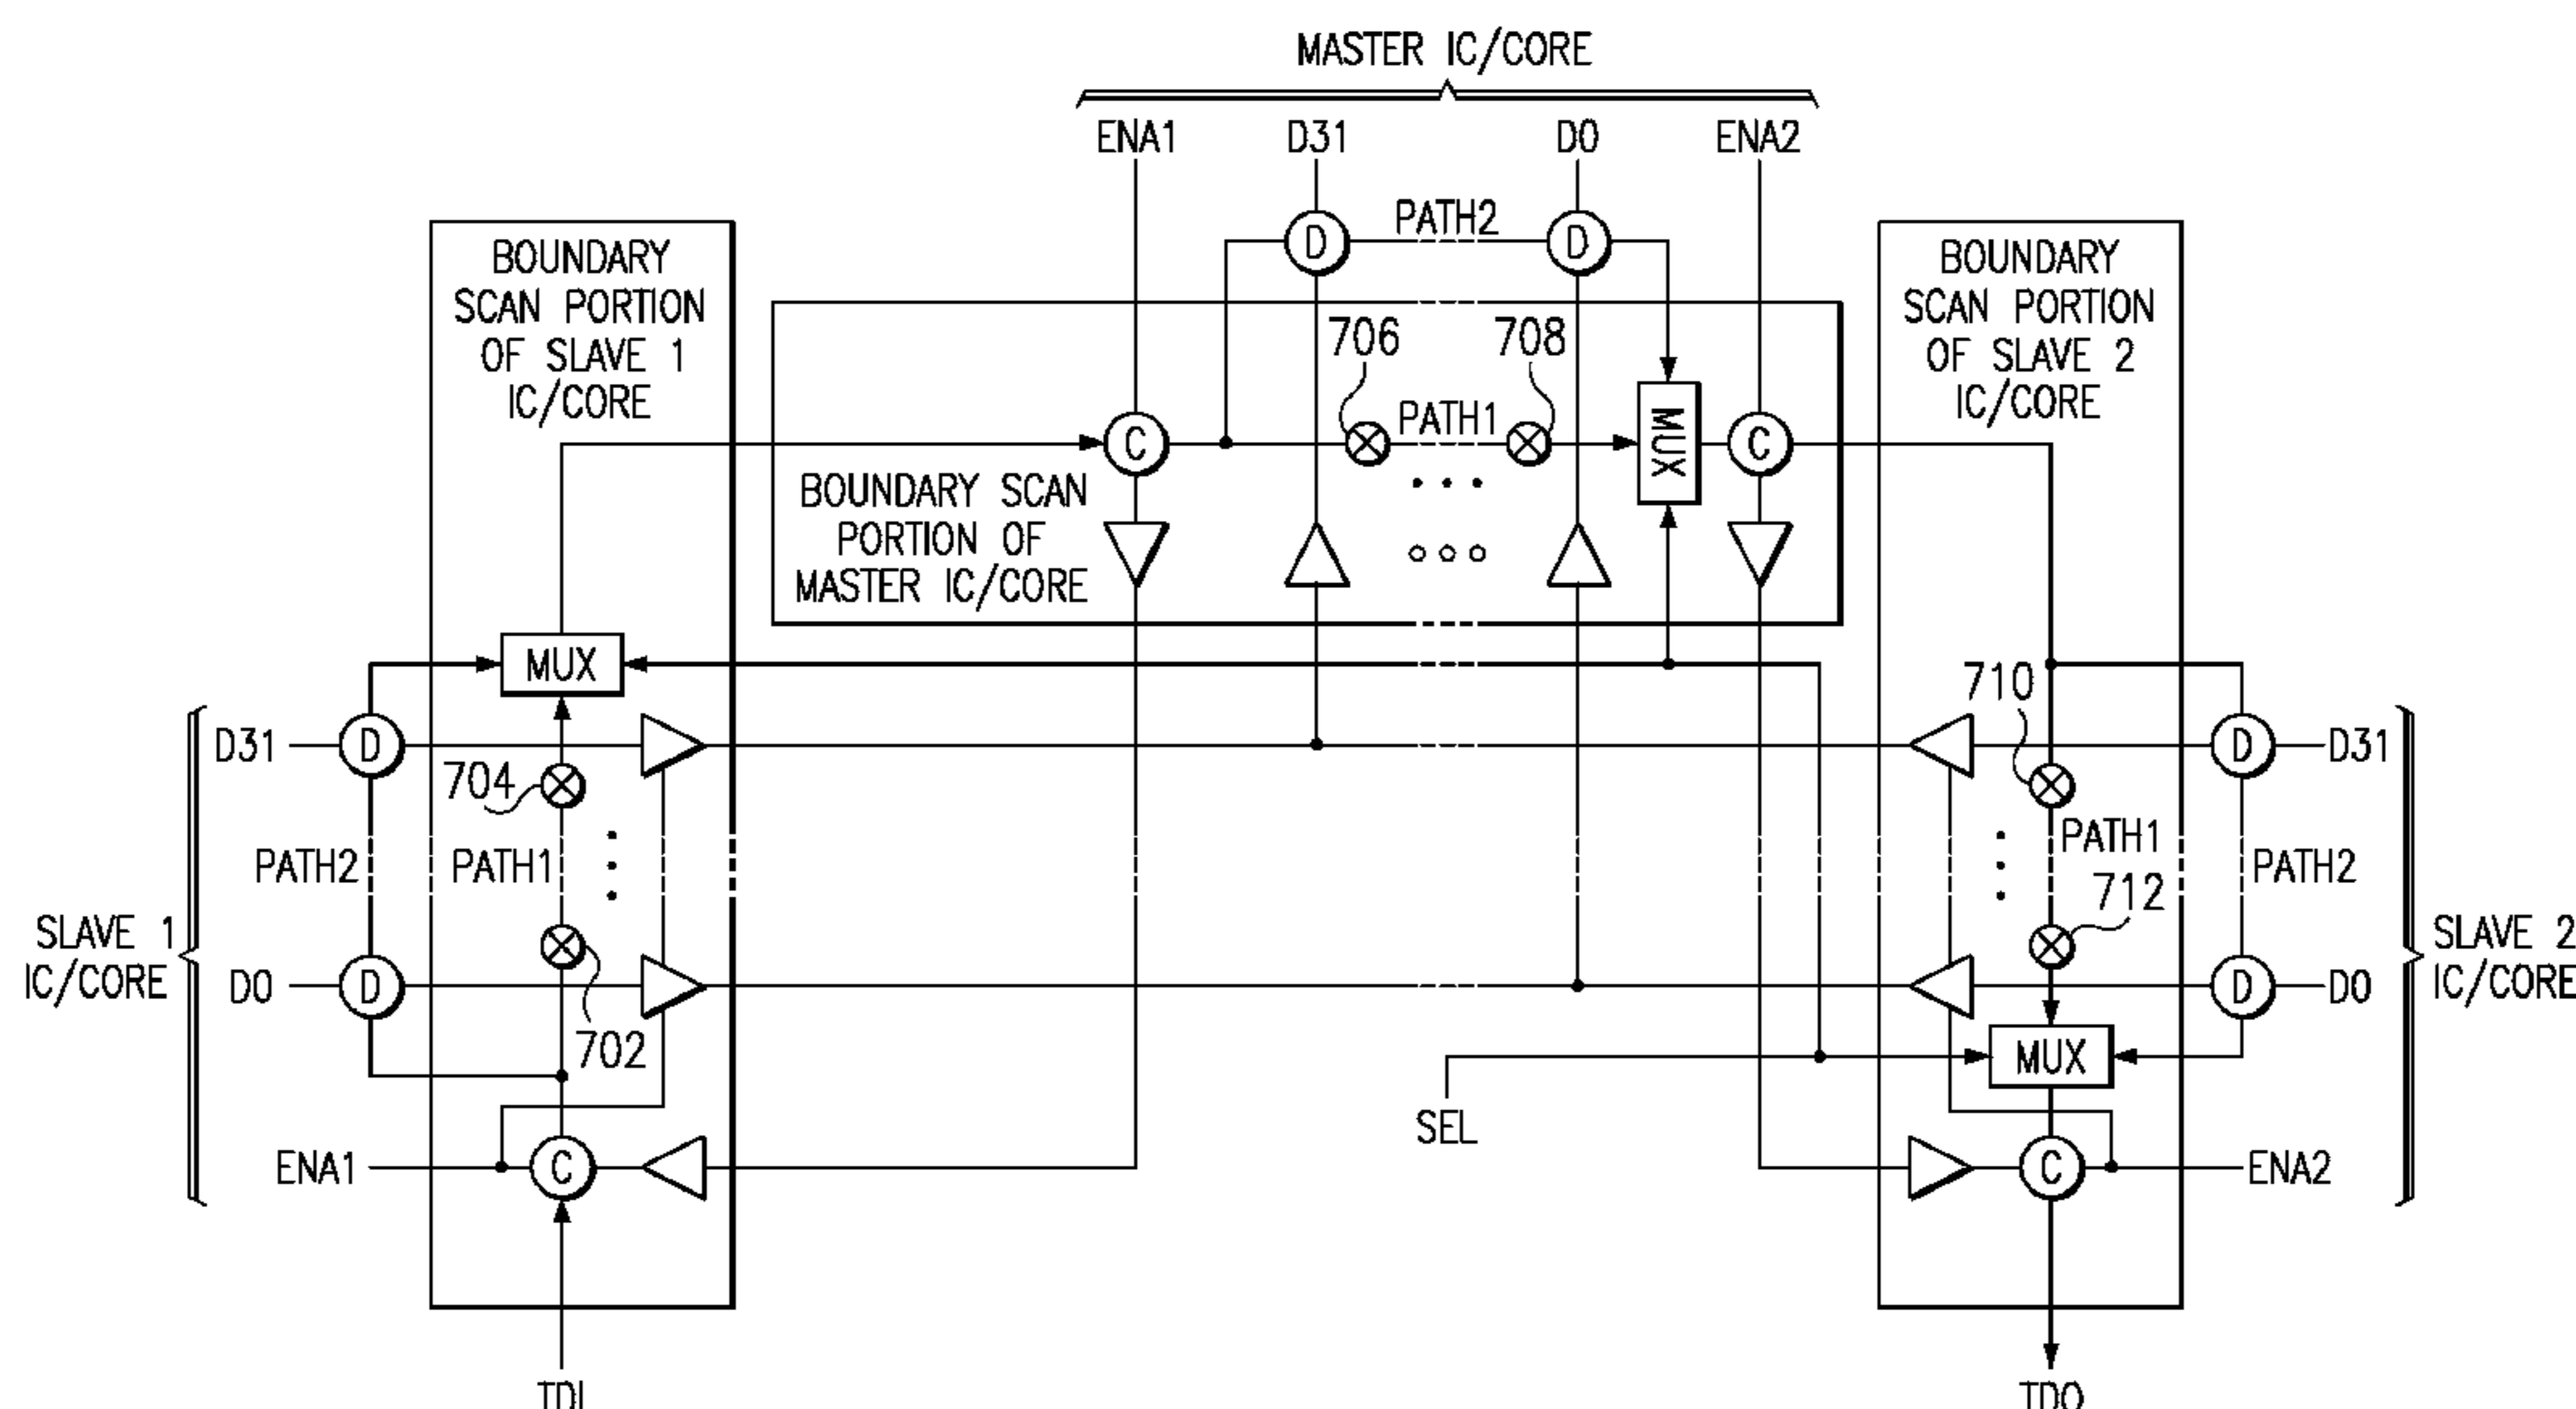 MASTER IC/CORE
ENA1
D31
D0
ENA2
BOUNDARY
SCAN PORTION
OF SLAVE 1
IC/CORE
D
PATH2
D
BOUNDARY
SCAN PORTION
OF SLAVE 2
IC/CORE
706
708
C
PATH1
MUX
C
BOUNDARY SCAN
PORTION OF
MASTER IC/CORE
MUX
710
D31
D
704
D
D31
PATH2
PATH1
PATH1
PATH2
712
SLAVE 1
IC/CORE
D0
D
702
D
D0
SLAVE 2
IC/CORE
MUX
SEL
ENA1
C
C
ENA2
TDI
TDO